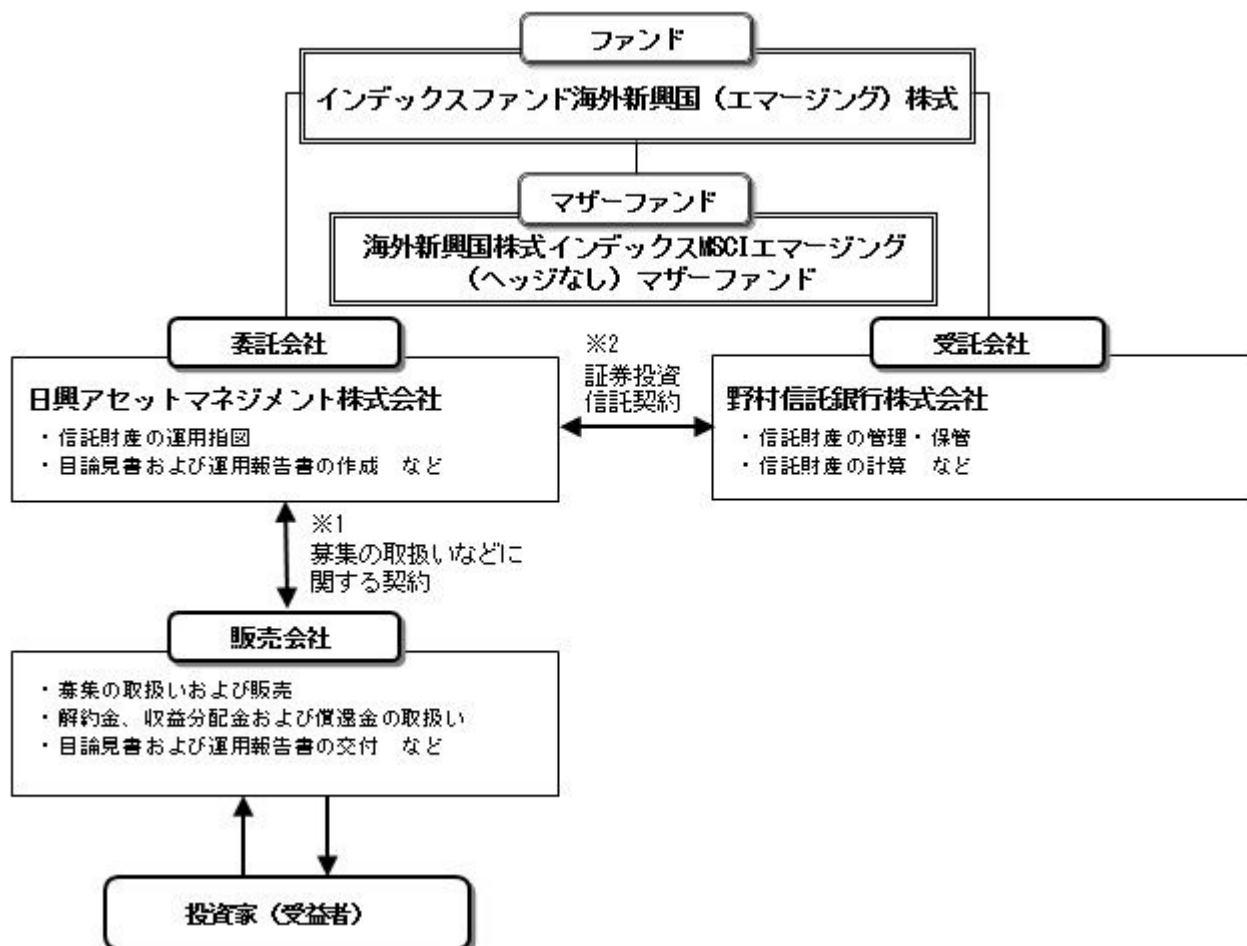 ファンド
インデックスファンド海外新興国（エマージング）株式
マザーファンド
海外新興国株式インデックスMSCIエマージング
（ヘッジなし）マザーファンド
委託会社
日興アセットマネジメント株式会社
・信託財産の運用指図
・目論見書および運用報告書の作成　など
※2
証券投資
信託契約
受託会社
野村信託銀行株式会社
・信託財産の管理・保管
・信託財産の計算　など
※1
募集の取扱いなどに
関する契約
販売会社
・募集の取扱いおよび販売
・解約金、収益分配金および償還金の取扱い
・目論見書および運用報告書の交付　など
投資家（受益者）